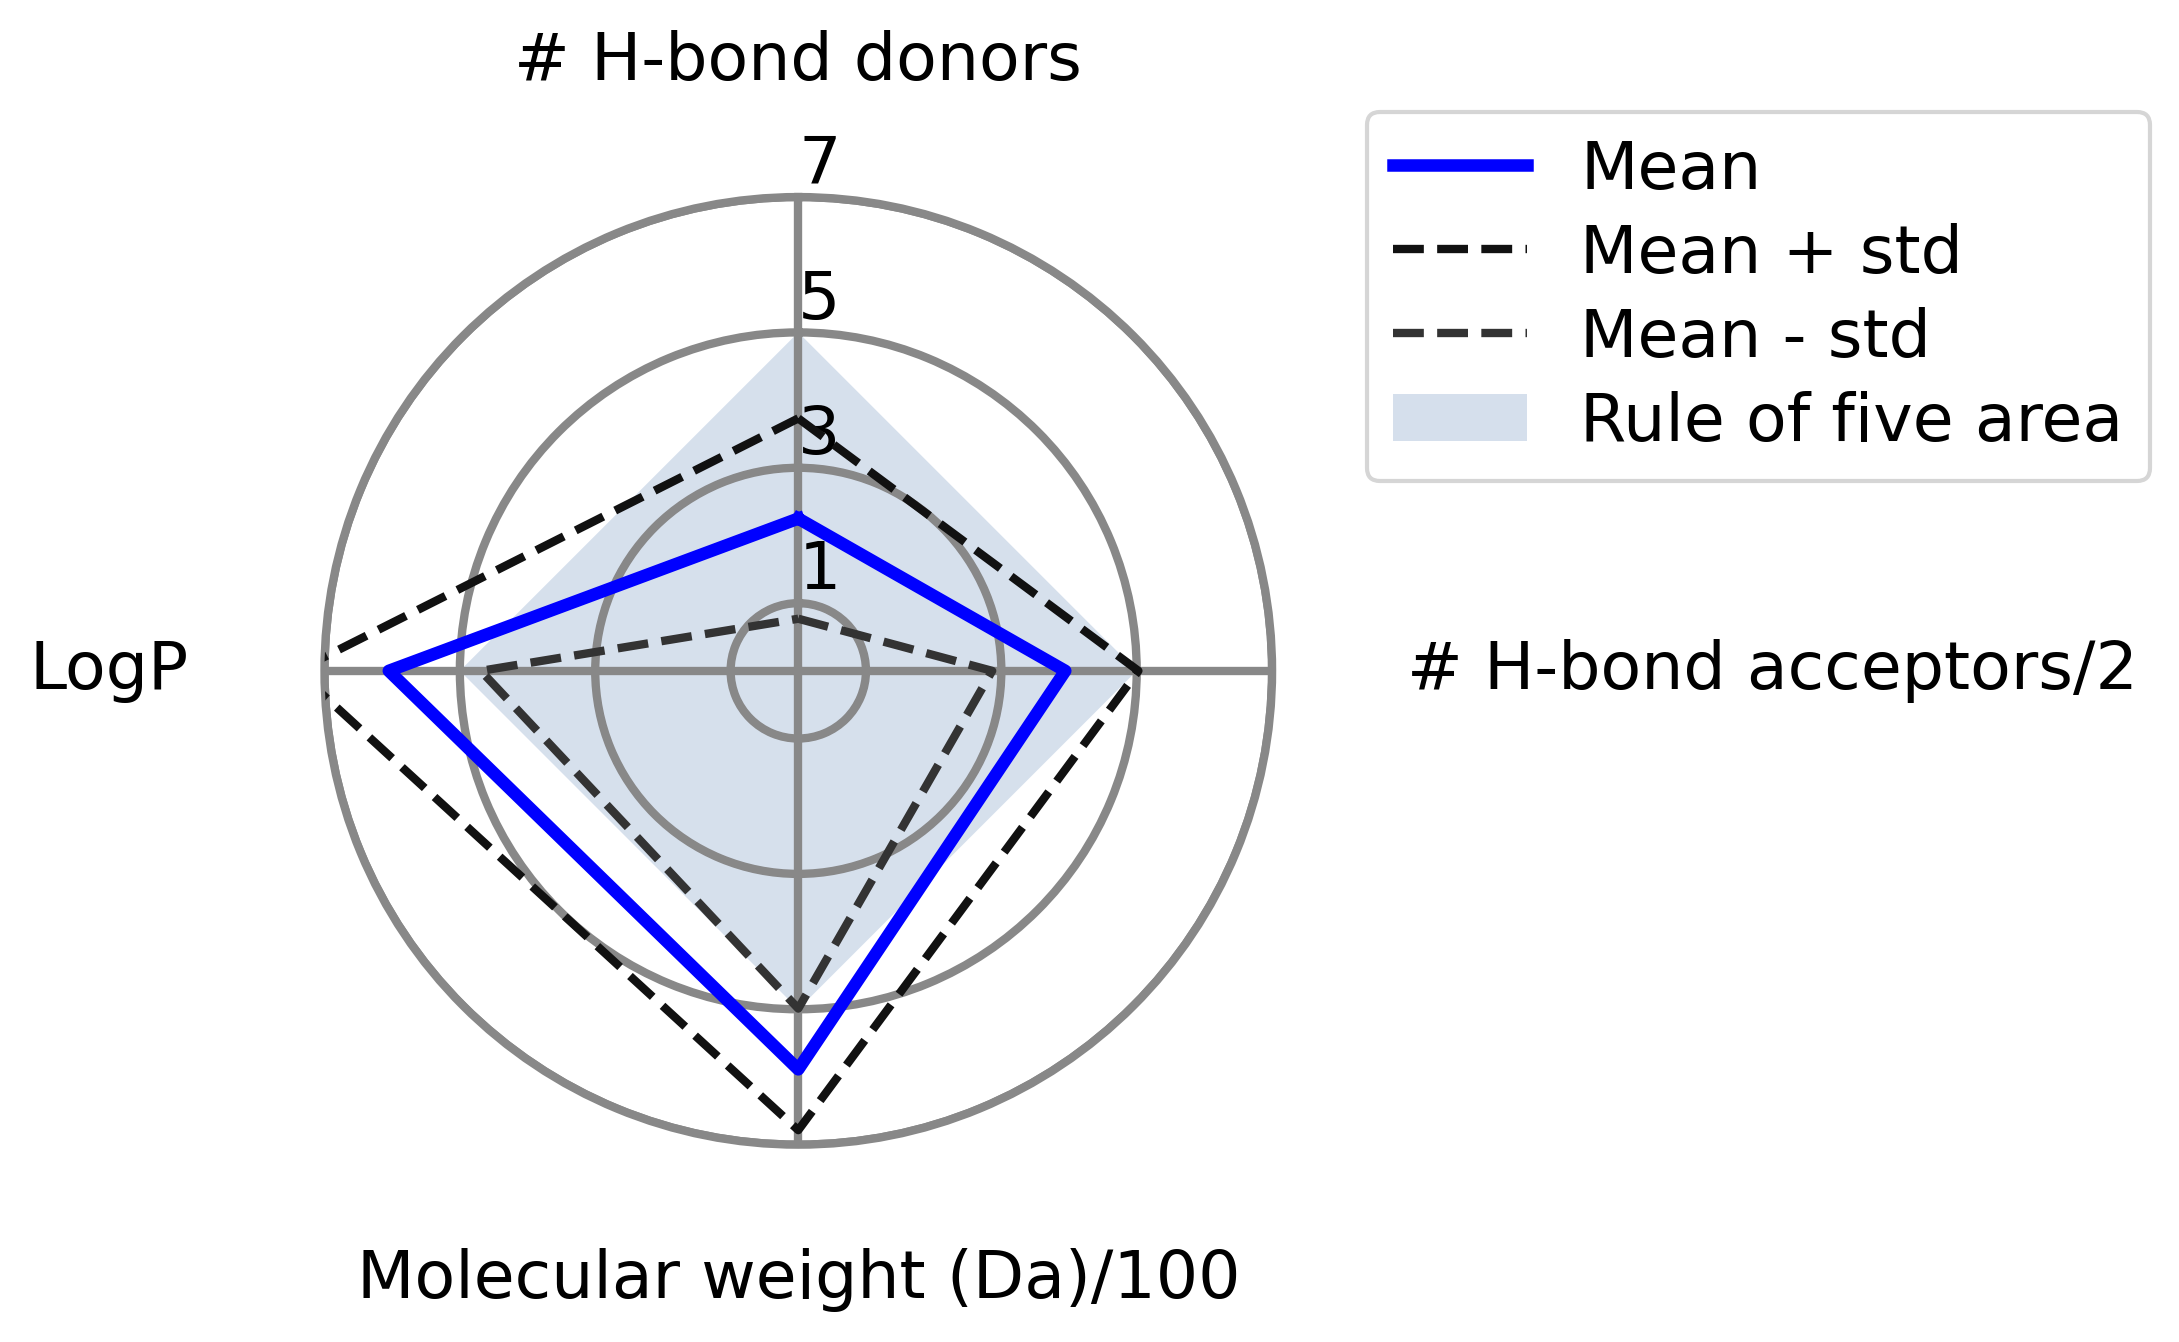 # H-bond donors
7
5
3
1
LogP
# H-bond acceptors/2
Molecular weight (Da)/100
Mean
Mean + std
Mean - std
Rule of five area